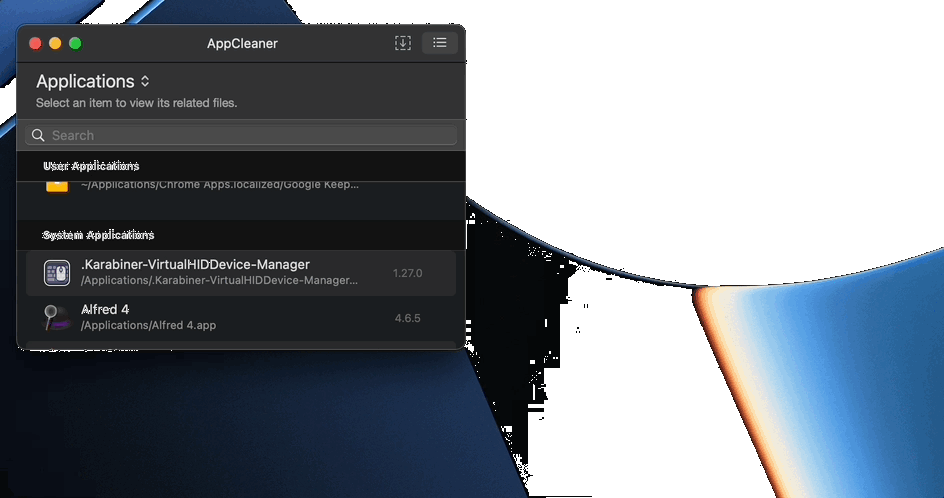 AppCleaner
Applications
Select an item to view its related files.
Search
User Applications
~/Applications/Chrome Apps.localized/Google Keep...
System Applications
.Karabiner-VirtualHIDDevice-Manager
1.27.0
/Applications/.Karabiner-VirtualHIDDevice-Manager...
Alfred 4
4.6.5
/Applications/Alfred 4.app